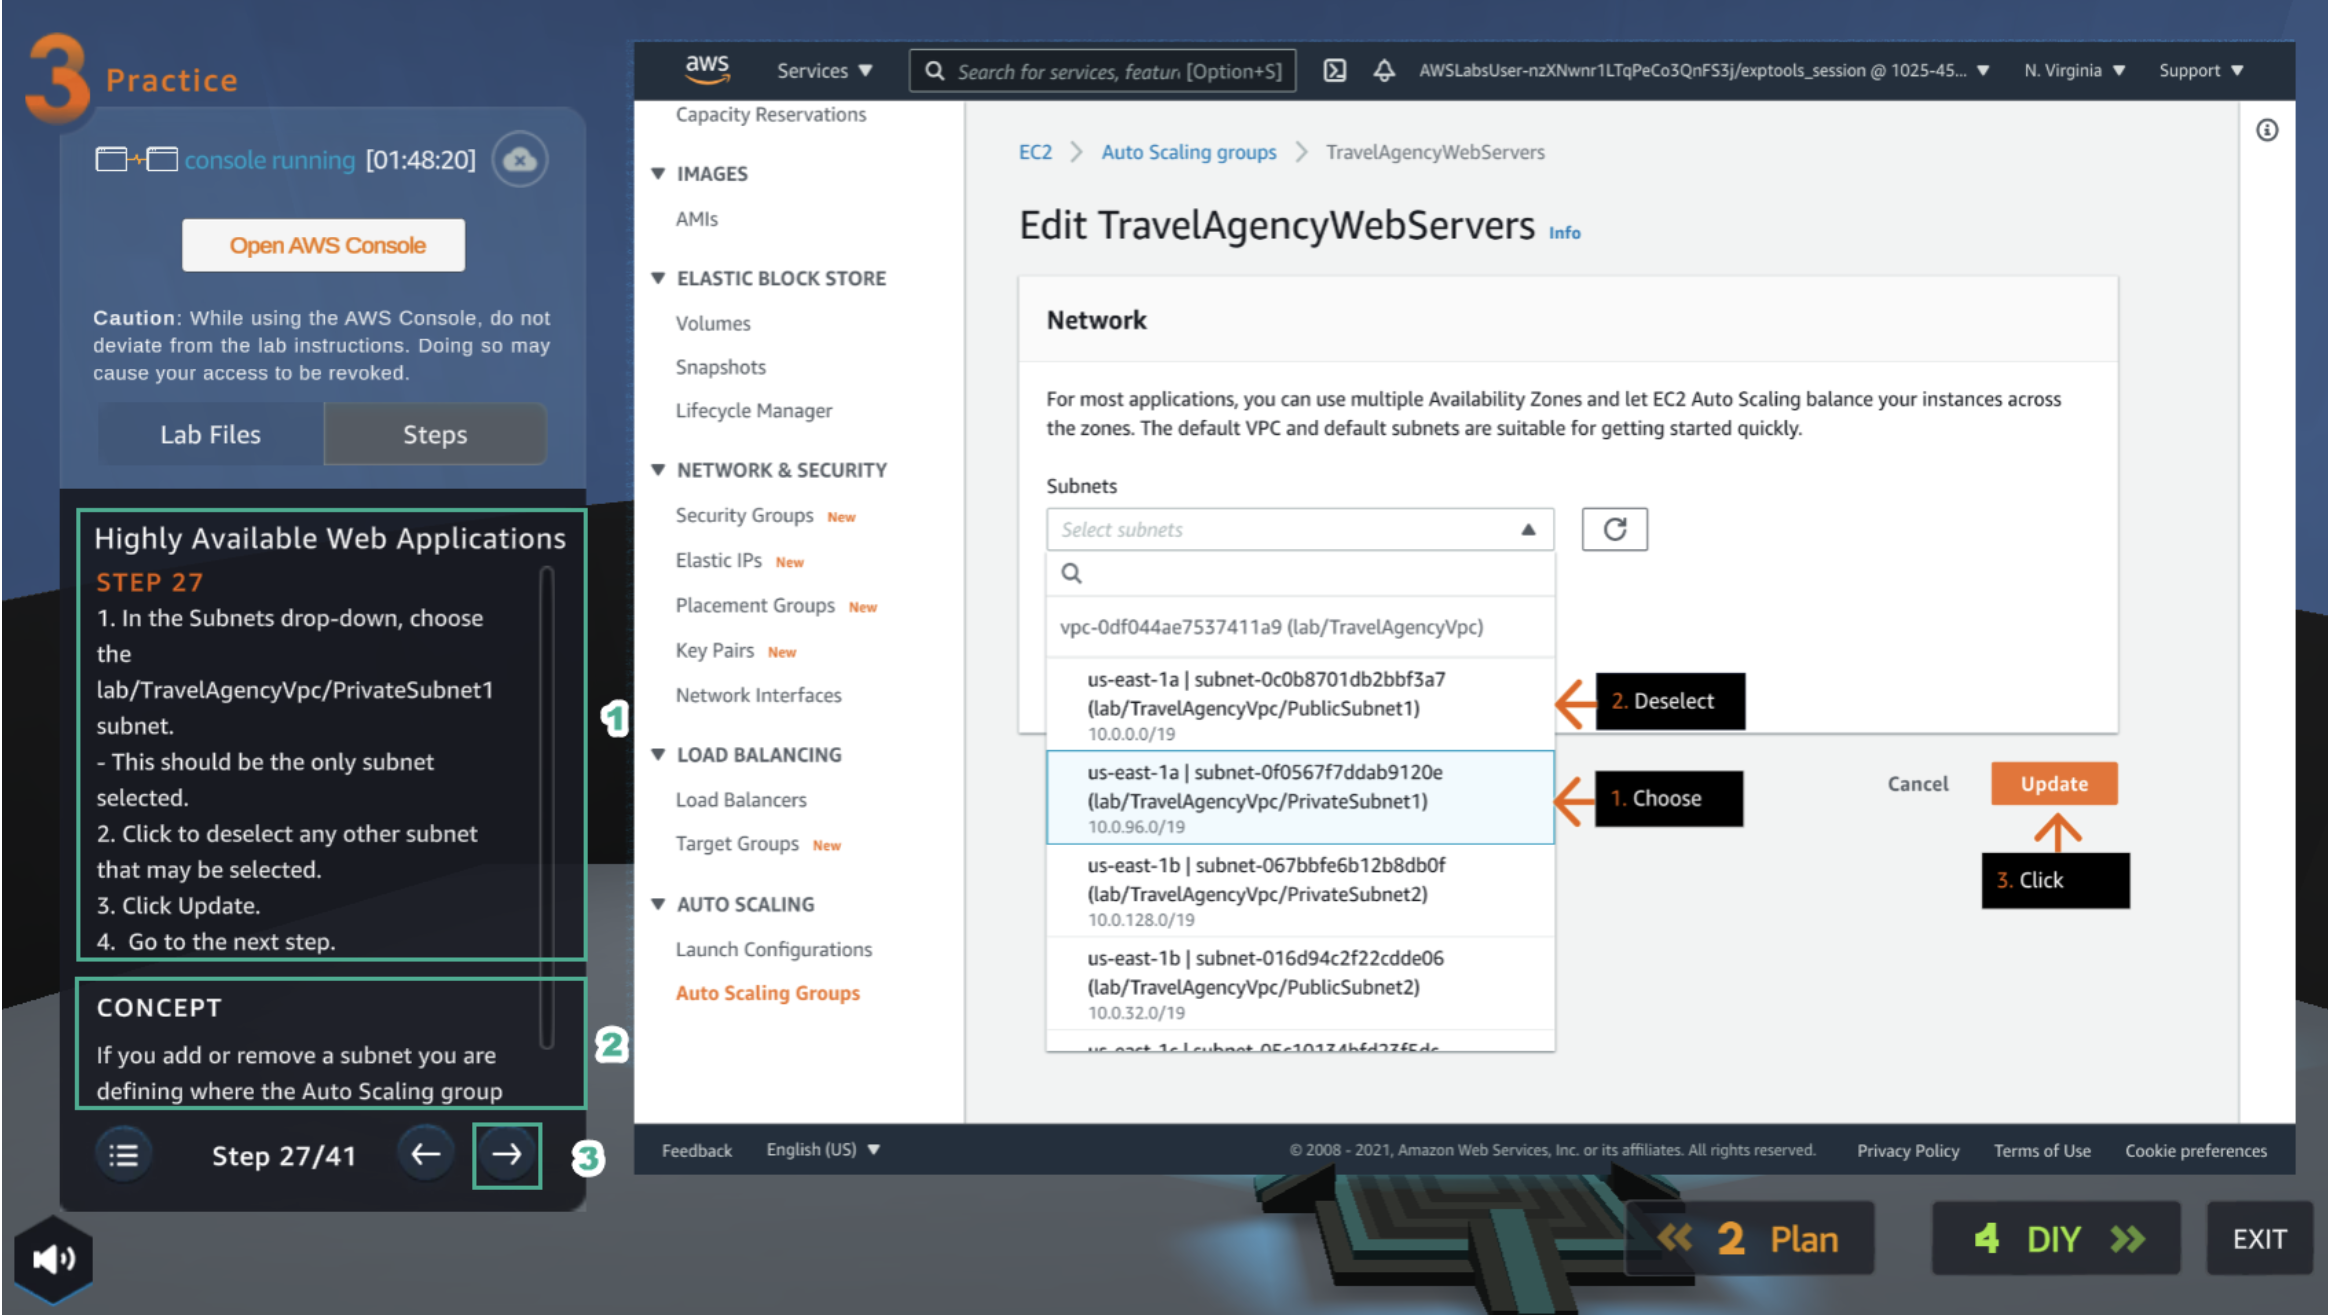 3 Practice
console running [01:48:20]
Open AWS Console
Caution: While using the AWS Console, do not
deviate from the lab instructions. Doing so may
cause your access to be revoked.
Lab Files
Steps
Highly Available Web Applications
STEP 27
1. In the Subnets drop-down, choose
the
lab/TravelAgencyVpc/PrivateSubnet1
subnet.
- This should be the only subnet
selected.
2. Click to deselect any other subnet
that may be selected.
3. Click Update.
4. Go to the next step.
1
CONCEPT
If you add or remove a subnet you are
defining where the Auto Scaling group
2
Step 27/41
3
aws
Services
Search for services, featur [Option+S]
AWSLabsUser-nzXNwnr1LTqPeCo3QnFS3j/exptools_session @ 1025-45...
N. Virginia
Support
Capacity Reservations
IMAGES
AMIs
ELASTIC BLOCK STORE
Volumes
Snapshots
Lifecycle Manager
NETWORK & SECURITY
Security Groups New
Elastic IPs New
Placement Groups New
Key Pairs New
Network Interfaces
LOAD BALANCING
Load Balancers
Target Groups New
AUTO SCALING
Launch Configurations
Auto Scaling Groups
EC2 > Auto Scaling groups > TravelAgencyWebServers
Edit TravelAgencyWebServers Info
Network
For most applications, you can use multiple Availability Zones and let EC2 Auto Scaling balance your instances across
the zones. The default VPC and default subnets are suitable for getting started quickly.
Subnets
Select subnets
vpc-0df044ae7537411a9 (lab/TravelAgencyVpc)
us-east-1a | subnet-0c0b8701db2bbf3a7
(lab/TravelAgencyVpc/PublicSubnet1)
10.0.0.0/19
2. Deselect
us-east-1a | subnet-0f0567f7ddab9120e
(lab/TravelAgencyVpc/PrivateSubnet1)
10.0.96.0/19
1. Choose
Cancel
Update
3. Click
us-east-1b | subnet-067bbfe6b12b8db0f
(lab/TravelAgencyVpc/PrivateSubnet2)
10.0.128.0/19
us-east-1b | subnet-016d94c2f22cdde06
(lab/TravelAgencyVpc/PublicSubnet2)
10.0.32.0/19
Feedback
English (US)
© 2008 - 2021, Amazon Web Services, Inc. or its affiliates. All rights reserved.
Privacy Policy
Terms of Use
Cookie preferences
2 Plan
4 DIY
EXIT